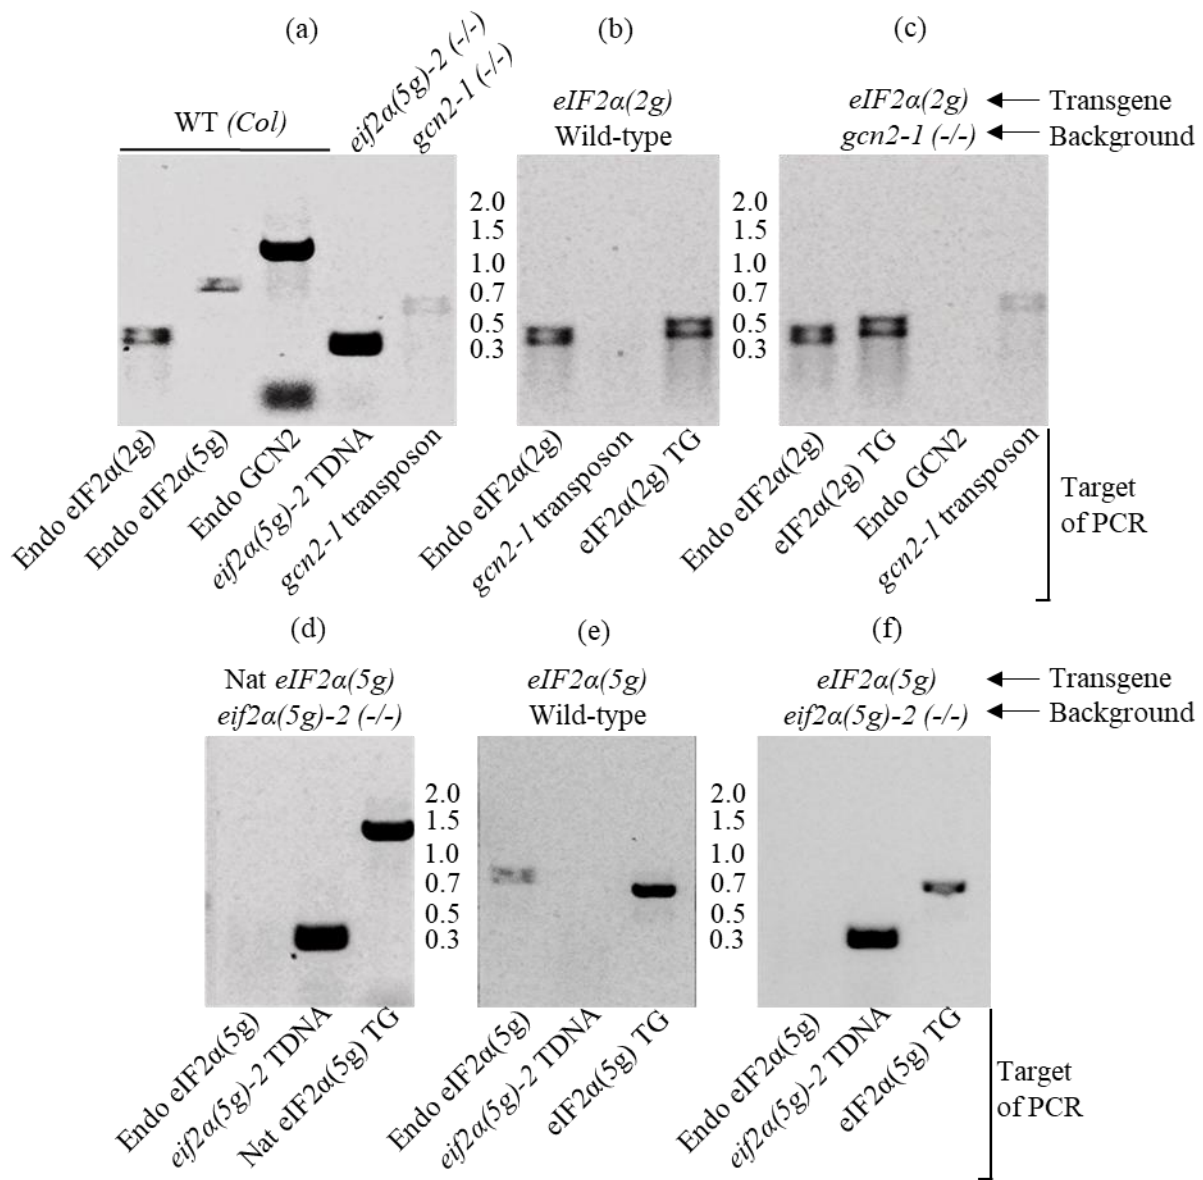 (a)
(b)
(c)
WT (Col)
eif2α(5g)-2 (-/-)
gcn2-1 (-/-)
eIF2α(2g)
Wild-type
eIF2α(2g)
gcn2-1 (-/-)
Transgene
Background
2.0
1.5
1.0
0.7
0.5
0.3
2.0
1.5
1.0
0.7
0.5
0.3
Endo eIF2α(2g)
Endo eIF2α(5g)
Endo GCN2
eif2α(5g)-2 TDNA
gcn2-1 transposon
Endo eIF2α(2g)
gcn2-1 transposon
eIF2α(2g) TG
Endo eIF2α(2g)
eIF2α(2g) TG
Endo GCN2
gcn2-1 transposon
Target
of PCR
(d)
(e)
(f)
Nat eIF2α(5g)
eif2α(5g)-2 (-/-)
eIF2α(5g)
Wild-type
eIF2α(5g)
eif2α(5g)-2 (-/-)
Transgene
Background
2.0
1.5
1.0
0.7
0.5
0.3
2.0
1.5
1.0
0.7
0.5
0.3
Endo eIF2α(5g)
eif2α(5g)-2 TDNA
Nat eIF2α(5g) TG
Endo eIF2α(5g)
eif2α(5g)-2 TDNA
eIF2α(5g) TG
Endo eIF2α(5g)
eif2α(5g)-2 TDNA
eIF2α(5g) TG
Target
of PCR